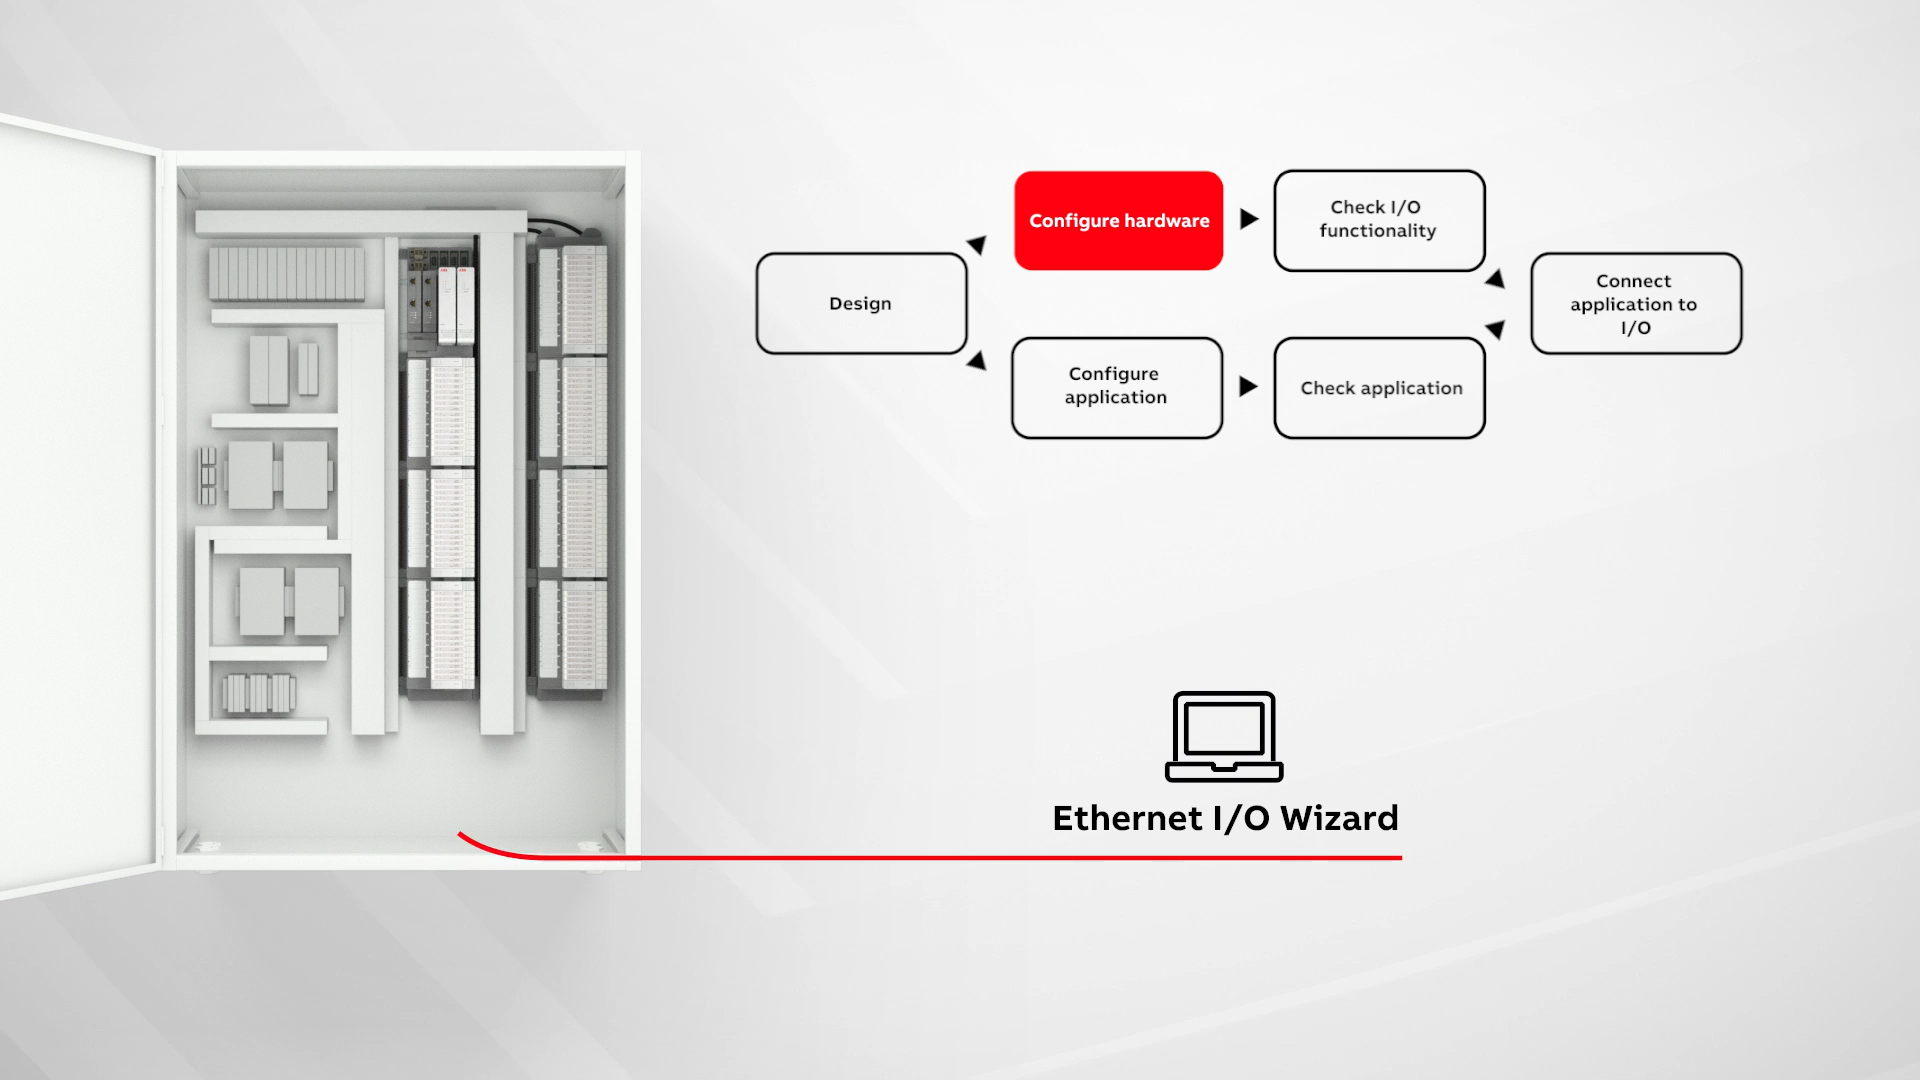 Configure hardware
Check I/O
functionality
Design
Connect
application to
I/O
Configure
application
Check application
Ethernet I/O Wizard